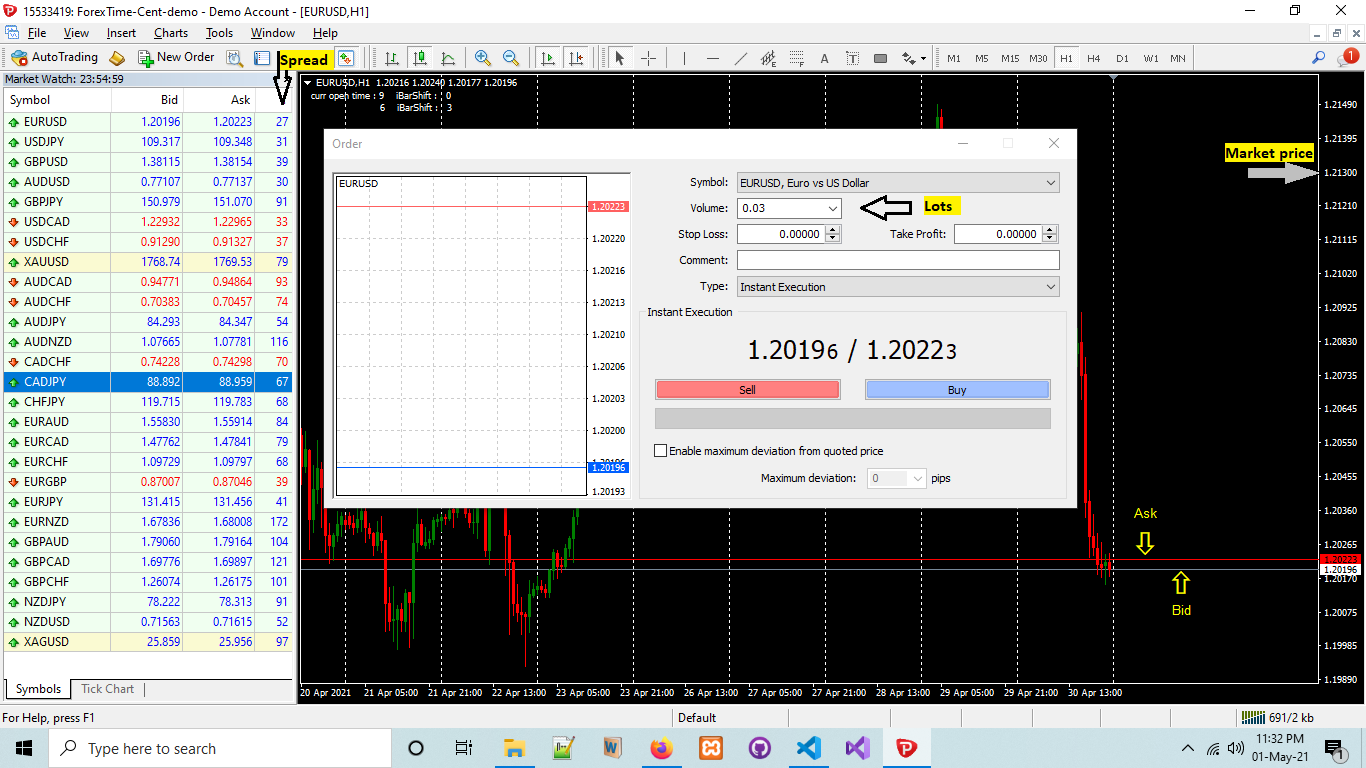 15533419: ForexTime-Cent-demo - Demo Account - [EURUSD,H1]
File View Insert Charts Tools Window Help
AutoTrading New Order Spread A T M1 M5 M15 M30 H1 H4 D1 W1 MN 1
Market Watch: 23:54:59
Symbol Bid Ask
EURUSD 1.20196 1.20223 27
USDJPY 109.317 109.348 31
GBPUSD 1.38115 1.38154 39
AUDUSD 0.77107 0.77137 30
GBPJPY 150.979 151.070 91
USDCAD 1.22932 1.22965 33
USDCHF 0.91290 0.91327 37
XAUUSD 1768.74 1769.53 79
AUDCAD 0.94771 0.94864 93
AUDCHF 0.70383 0.70457 74
AUDJPY 84.293 84.347 54
AUDNZD 1.07665 1.07781 116
CADCHF 0.74228 0.74298 70
CADJPY 88.892 88.959 67
CHFJPY 119.715 119.783 68
EURAUD 1.55830 1.55914 84
EURCAD 1.47762 1.47841 79
EURCHF 1.09729 1.09797 68
EURGBP 0.87007 0.87046 39
EURJPY 131.415 131.456 41
EURNZD 1.67836 1.68008 172
GBPAUD 1.79060 1.79164 104
GBPCAD 1.69776 1.69897 121
GBPCHF 1.26074 1.26175 101
NZDJPY 78.222 78.313 91
NZDUSD 0.71563 0.71615 52
XAGUSD 25.859 25.956 97
Symbols Tick Chart
EURUSD,H1 1.20216 1.20240 1.20177 1.20196
curr open time : 9 iBarShift : 0
6 iBarShift : 3
Order
EURUSD
1.20223
1.20220
1.20216
1.20213
1.20210
1.20206
1.20203
1.20200
1.20196
1.20196
1.20193
Symbol: EURUSD, Euro vs US Dollar
Volume: 0.03 Lots
Stop Loss: 0.00000 Take Profit: 0.00000
Comment:
Type: Instant Execution
Instant Execution
1.20196 / 1.20223
Sell Buy
Enable maximum deviation from quoted price
Maximum deviation: 0 pips
Market price
Ask
Bid
1.21490
1.21395
1.21300
1.21210
1.21115
1.21020
1.20925
1.20830
1.20735
1.20645
1.20550
1.20455
1.20360
1.20265
1.20223
1.20196
1.20170
1.20075
1.19985
1.19890
20 Apr 2021 21 Apr 05:00 21 Apr 21:00 22 Apr 13:00 23 Apr 05:00 23 Apr 21:00 26 Apr 13:00 27 Apr 05:00 27 Apr 21:00 28 Apr 13:00 29 Apr 05:00 29 Apr 21:00 30 Apr 13:00
For Help, press F1 Default 691/2 kb
Type here to search
11:32 PM
01-May-21
1